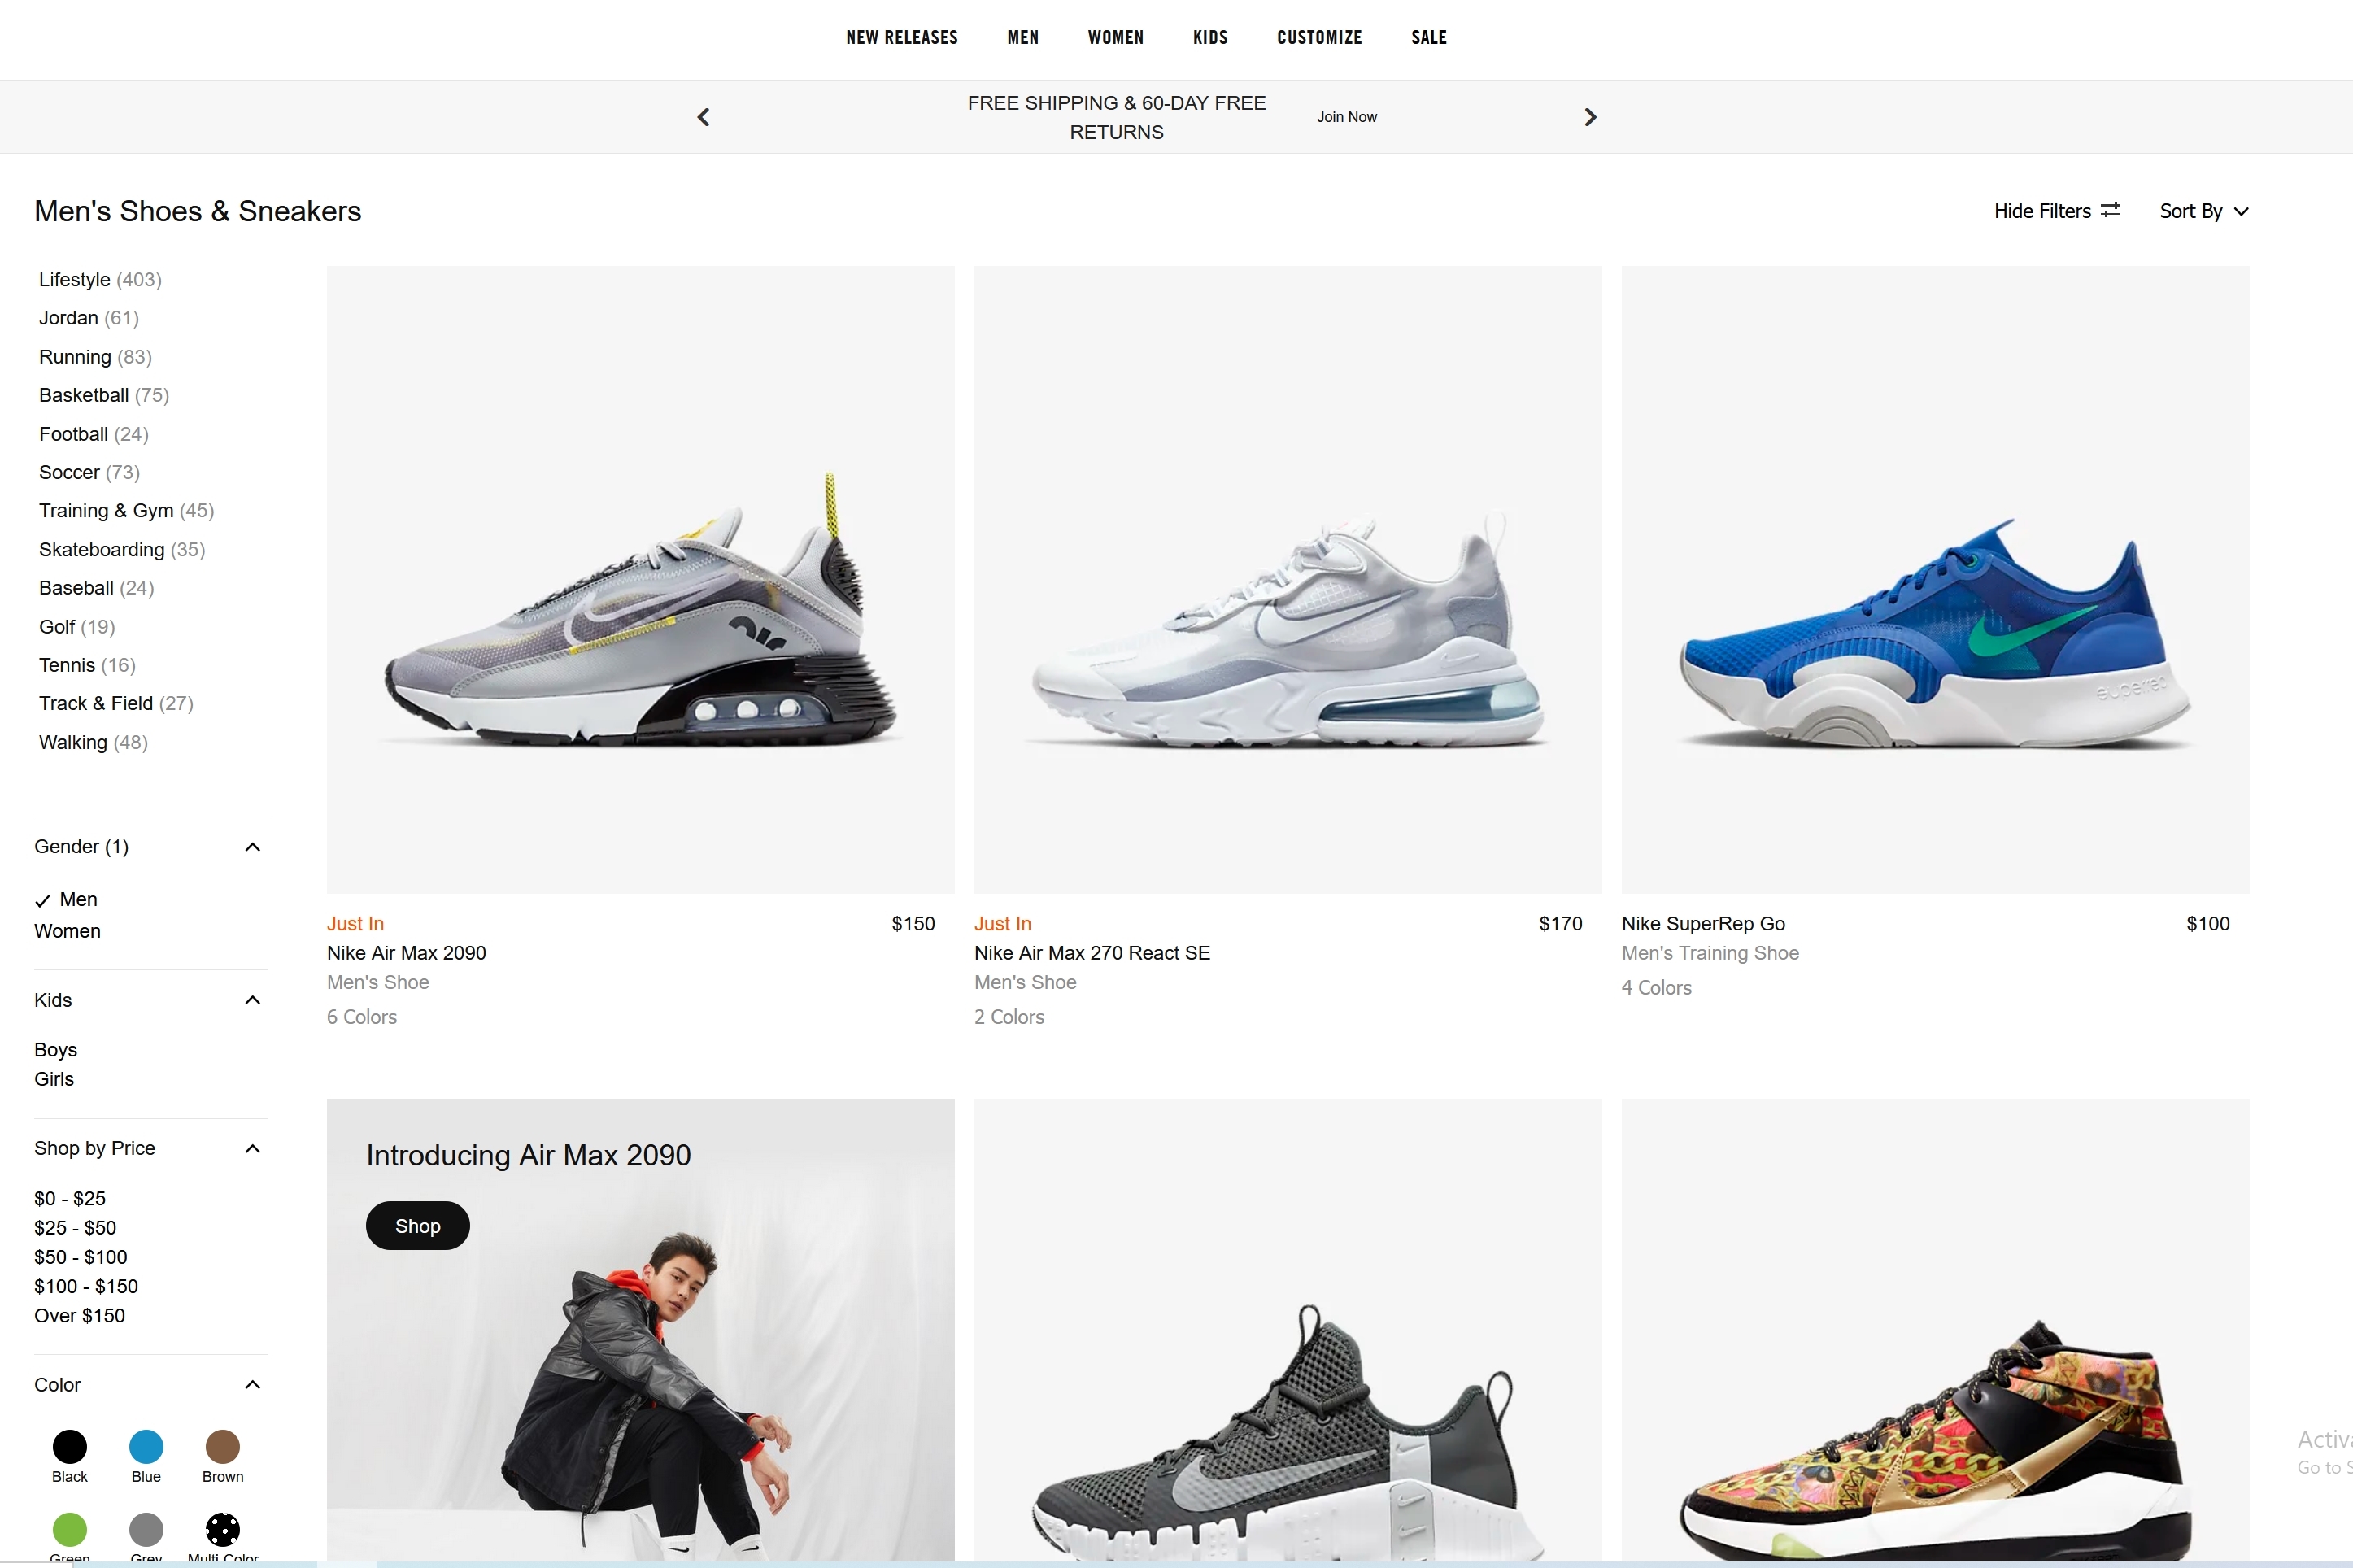 NEW RELEASES
MEN
WOMEN
KIDS
CUSTOMIZE
SALE
FREE SHIPPING & 60-DAY FREE
RETURNS
Join Now
Men's Shoes & Sneakers
Hide Filters
Sort By
Lifestyle (403)
Jordan (61)
Running (83)
Basketball (75)
Football (24)
Soccer (73)
Training & Gym (45)
Skateboarding (35)
Baseball (24)
Golf (19)
Tennis (16)
Track & Field (27)
Walking (48)
Gender (1)
Men
Women
Kids
Boys
Girls
Shop by Price
$0 - $25
$25 - $50
$50 - $100
$100 - $150
Over $150
Color
Black
Blue
Brown
Green
Grey
Multi-Color
air
superrep
Just In
$150
Nike Air Max 2090
Men's Shoe
6 Colors
Just In
$170
Nike Air Max 270 React SE
Men's Shoe
2 Colors
Nike SuperRep Go
$100
Men's Training Shoe
4 Colors
Introducing Air Max 2090
Shop
Go to